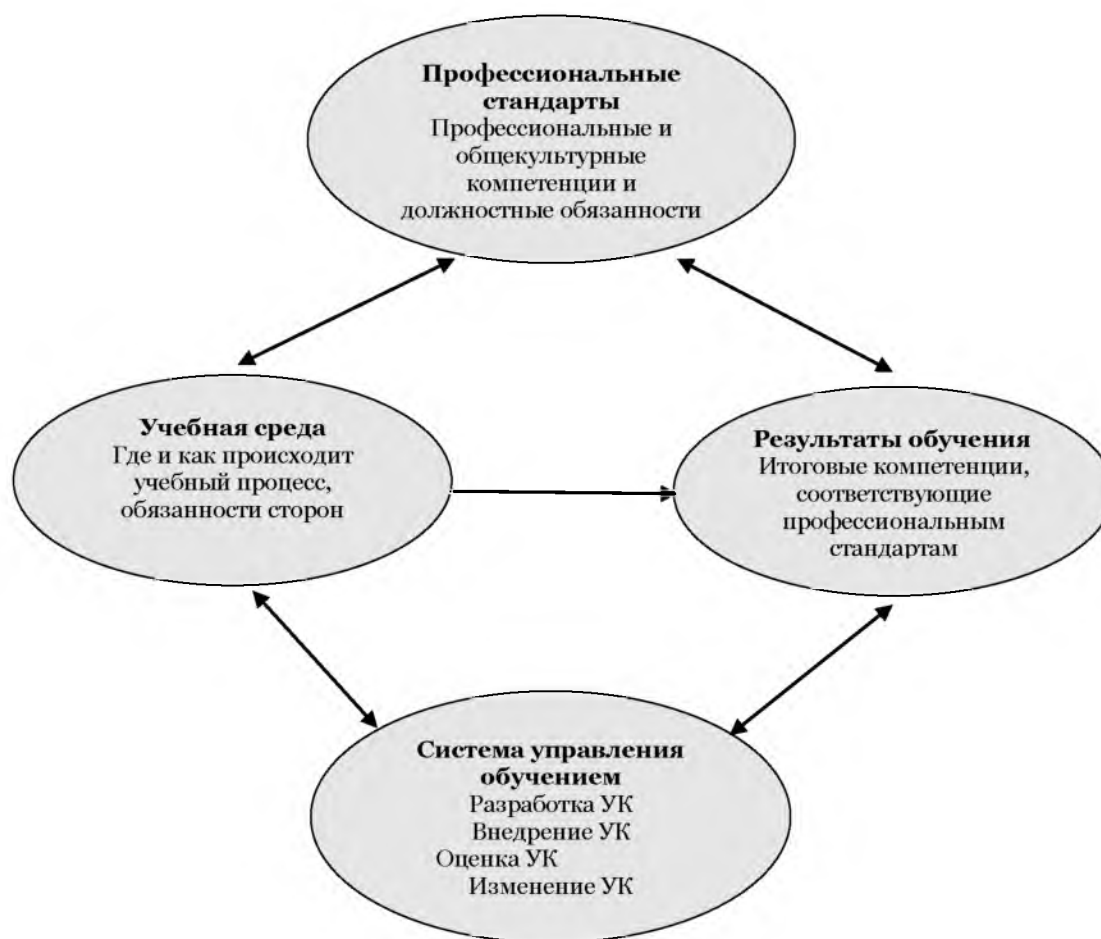 Профессиональные
стандарты
Профессиональные и
общекультурные
компетенции и
должностные обязанности
Учебная среда
Где и как происходит
учебный процесс,
обязанности сторон
Результаты обучения
Итоговые компетенции,
соответствующие
профессиональным
стандартам
Система управления
обучением
Разработка УК
Внедрение УК
Оценка УК
Изменение УК